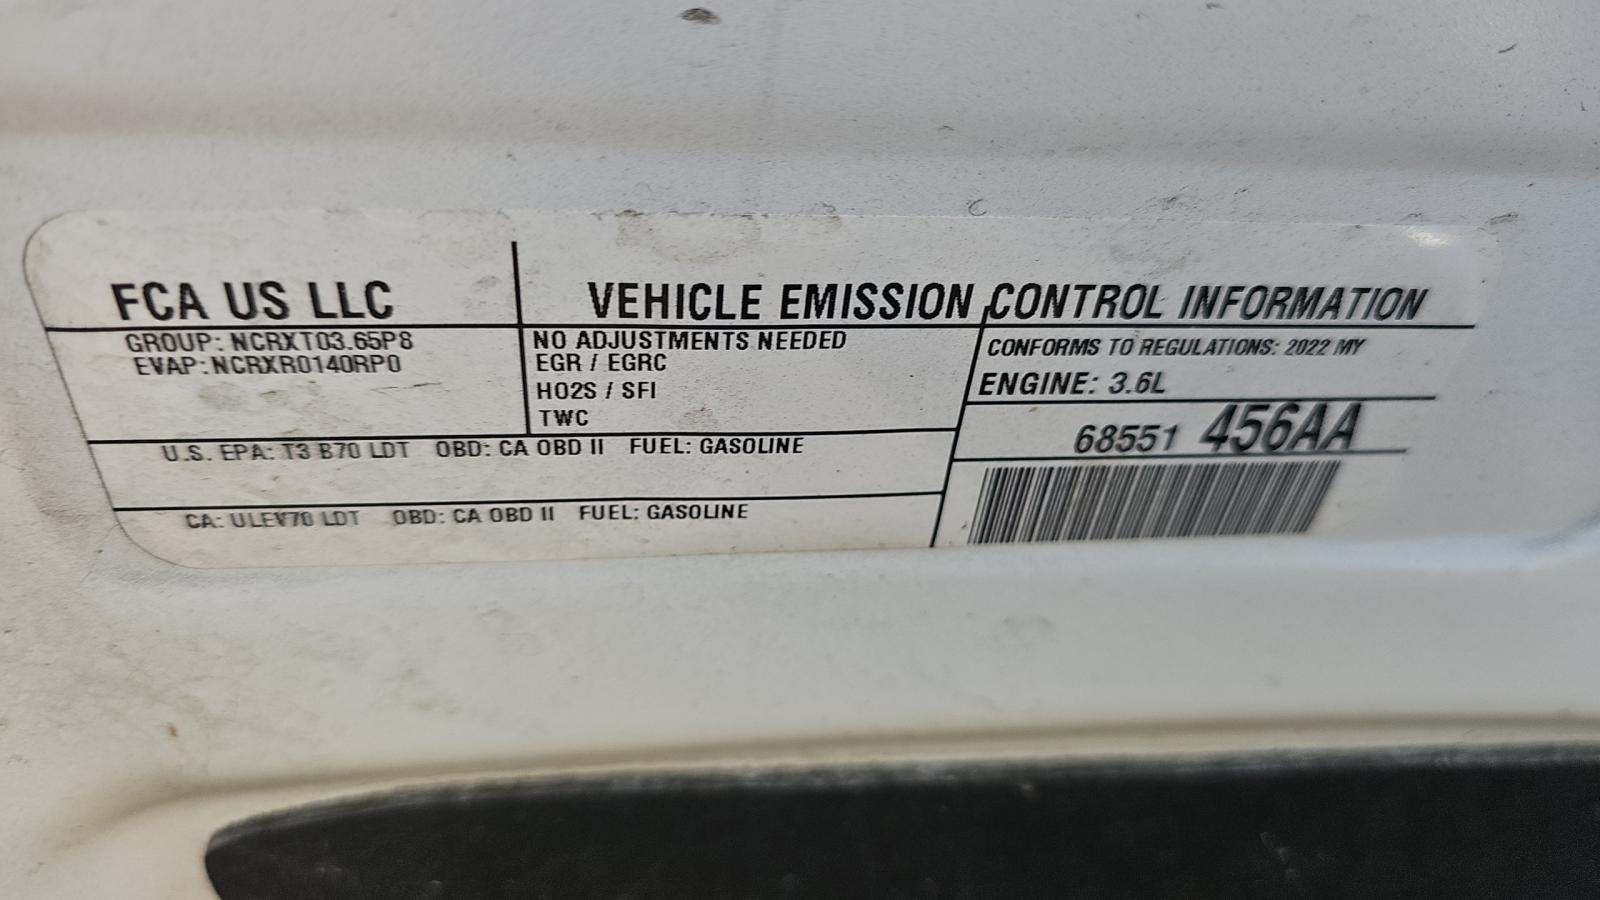 FCA US LLC
VEHICLE EMISSION CONTROL INFORMATION
GROUP: NCRXT03.65P8
EVAP: NCRXR0140RP0
NO ADJUSTMENTS NEEDED
EGR / EGRC
HO2S / SFI
TWC
CONFORMS TO REGULATIONS: 2022 MY
ENGINE: 3.6L
68551 456AA
U.S. EPA: T3 B70 LDT OBD: CA OBD II FUEL: GASOLINE
CA: ULEV70 LDT OBD: CA OBD II FUEL: GASOLINE